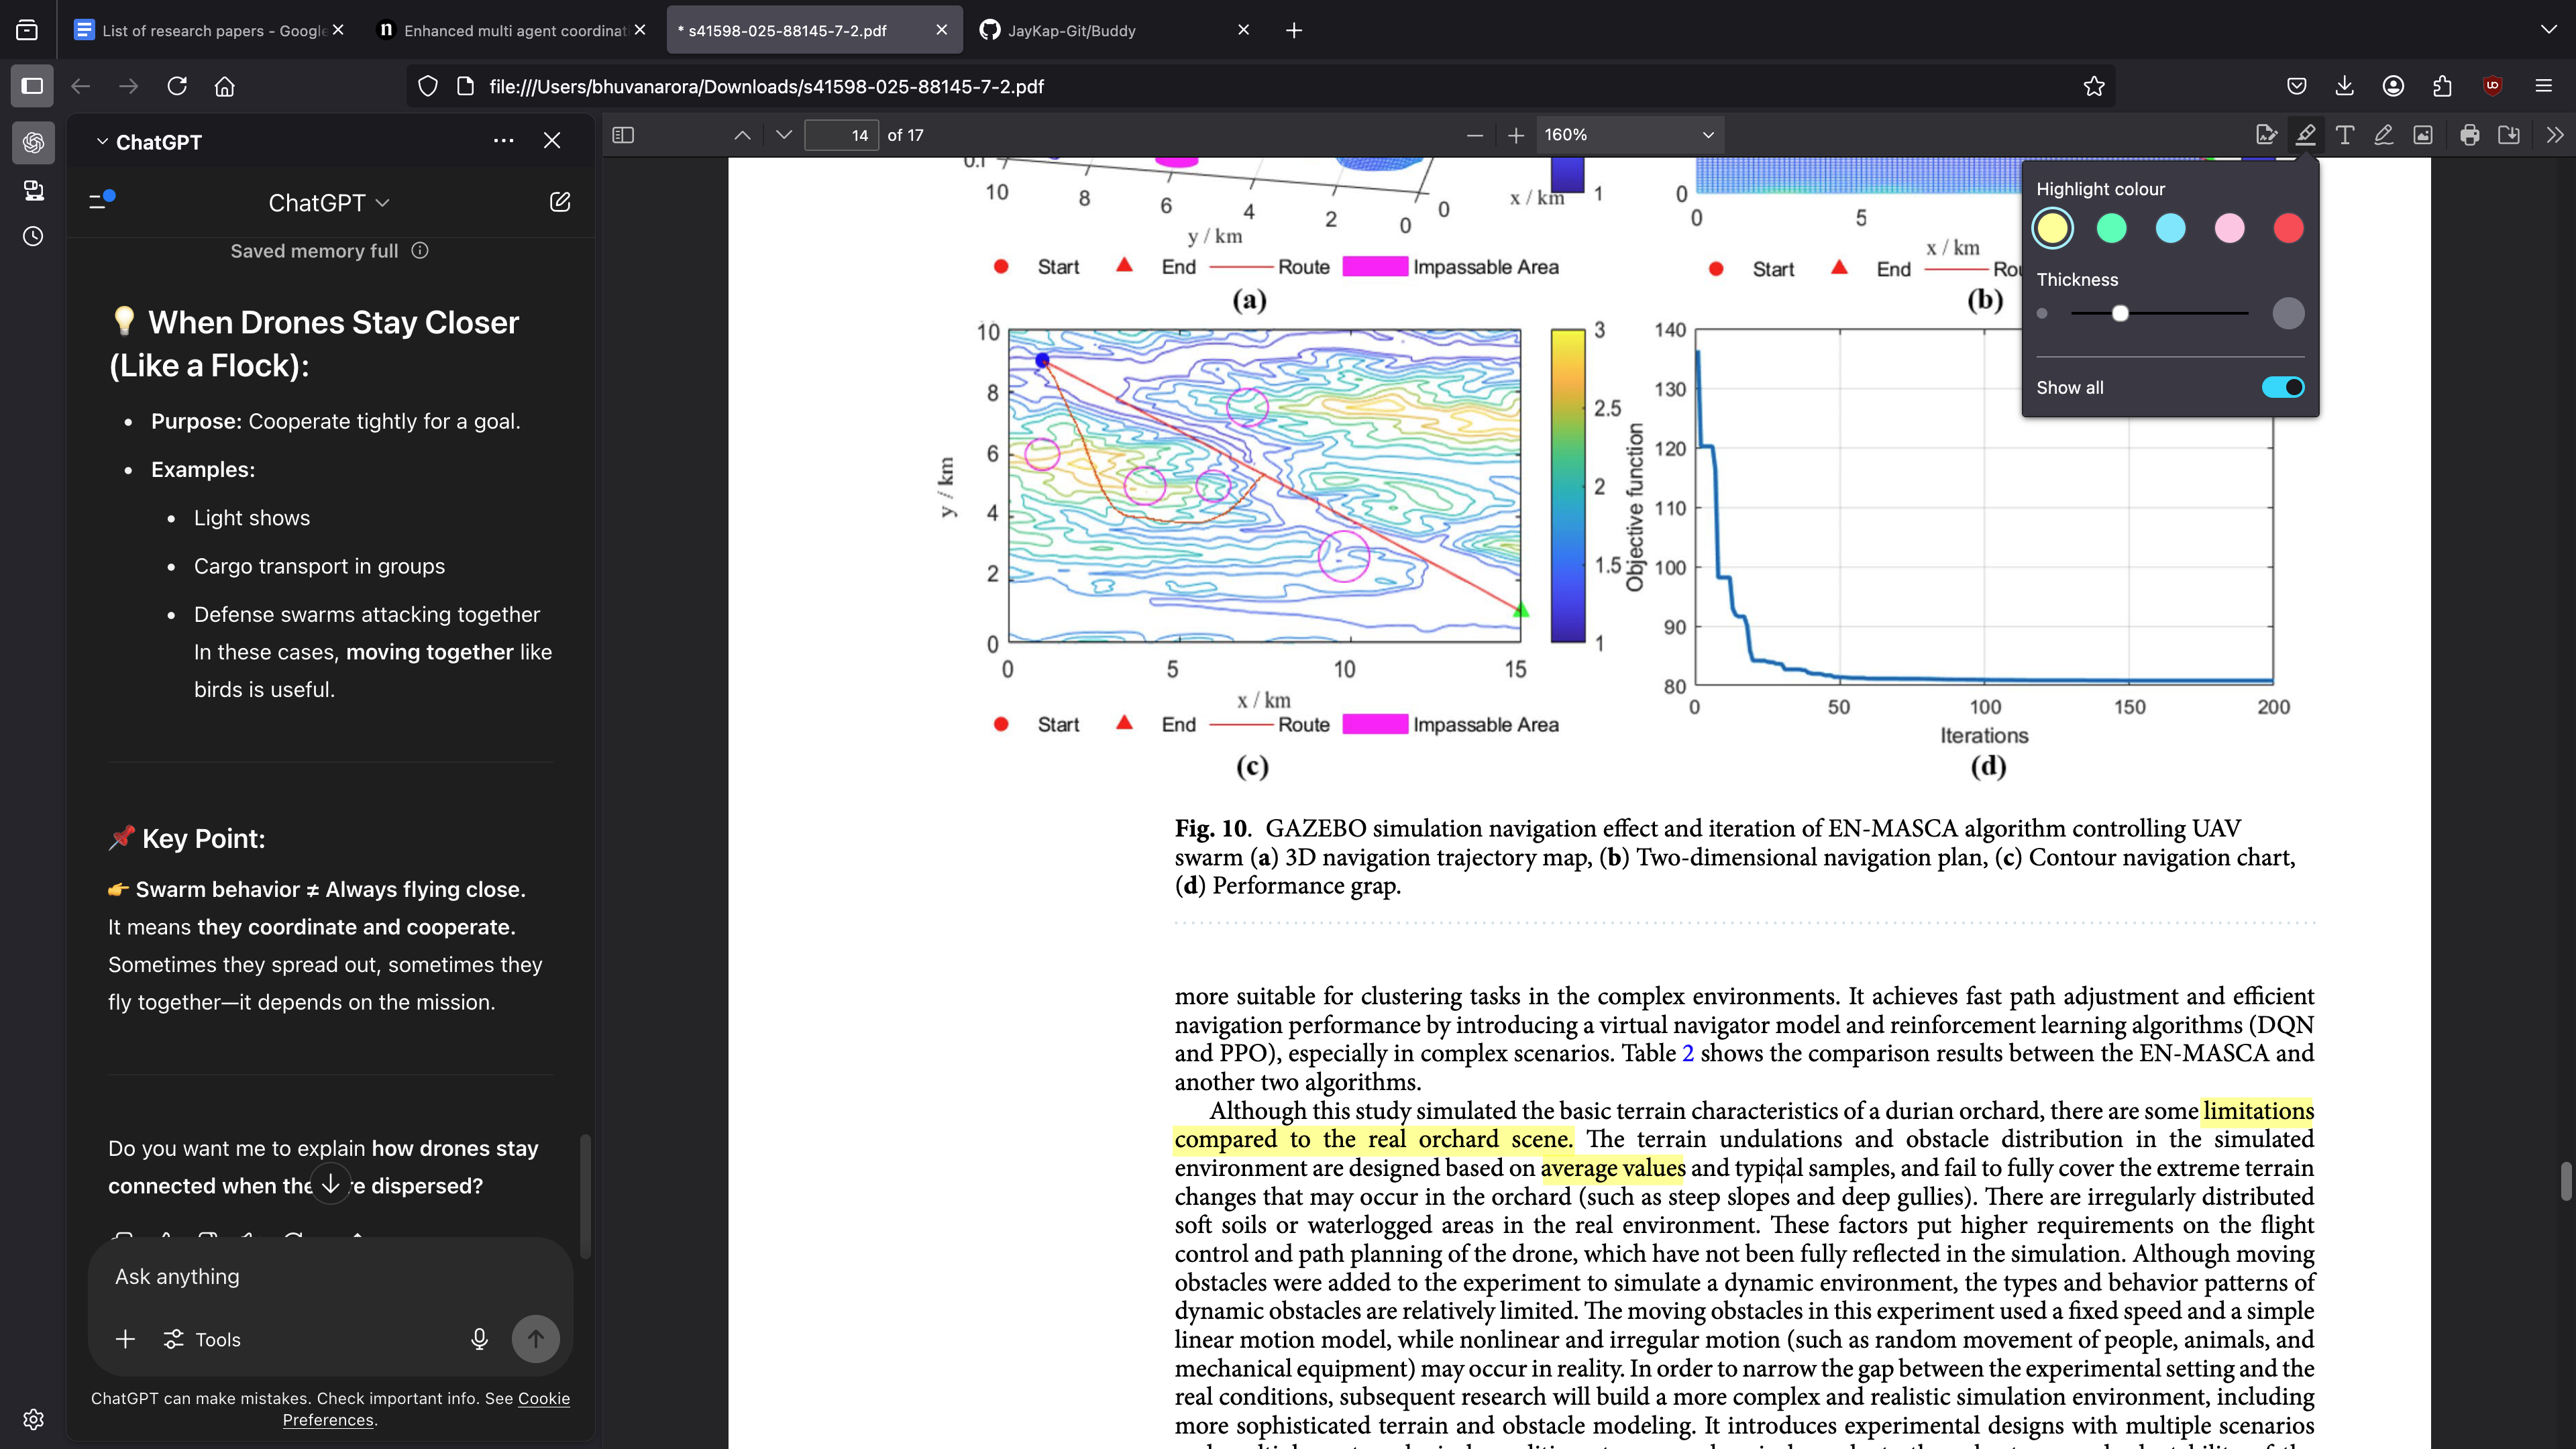 List of research papers - Google
Enhanced multi agent coordinat
* s41598-025-88145-7-2.pdf
JayKap-Git/Buddy
file:///Users/bhuvanarora/Downloads/s41598-025-88145-7-2.pdf
ChatGPT
14 of 17
160%
ChatGPT
Saved memory full
💡 When Drones Stay Closer
(Like a Flock):
• Purpose: Cooperate tightly for a goal.
• Examples:
• Light shows
• Cargo transport in groups
• Defense swarms attacking together
In these cases, moving together like
birds is useful.
📌 Key Point:
👉 Swarm behavior ≠ Always flying close.
It means they coordinate and cooperate.
Sometimes they spread out, sometimes they
fly together—it depends on the mission.
Do you want me to explain how drones stay
connected when dispersed?
Ask anything
Tools
ChatGPT can make mistakes. Check important info. See Cookie
Preferences.
Highlight colour
Thickness
Show all
0.1
10 8 6 4 2 0 0
y / km
x / km
1
Start End Route Impassable Area
(a)
0
0 5
x / km
Start End Rou
(b)
10
8
6
4
2
0
y / km
0 5 10 15
x / km
3
2.5
2
1.5
1
Start End Route Impassable Area
(c)
140
130
120
110
100
90
80
Objective function
0 50 100 150 200
Iterations
(d)
Fig. 10. GAZEBO simulation navigation effect and iteration of EN-MASCA algorithm controlling UAV
swarm (a) 3D navigation trajectory map, (b) Two-dimensional navigation plan, (c) Contour navigation chart,
(d) Performance grap.
more suitable for clustering tasks in the complex environments. It achieves fast path adjustment and efficient
navigation performance by introducing a virtual navigator model and reinforcement learning algorithms (DQN
and PPO), especially in complex scenarios. Table 2 shows the comparison results between the EN-MASCA and
another two algorithms.
Although this study simulated the basic terrain characteristics of a durian orchard, there are some limitations
compared to the real orchard scene. The terrain undulations and obstacle distribution in the simulated
environment are designed based on average values and typical samples, and fail to fully cover the extreme terrain
changes that may occur in the orchard (such as steep slopes and deep gullies). There are irregularly distributed
soft soils or waterlogged areas in the real environment. These factors put higher requirements on the flight
control and path planning of the drone, which have not been fully reflected in the simulation. Although moving
obstacles were added to the experiment to simulate a dynamic environment, the types and behavior patterns of
dynamic obstacles are relatively limited. The moving obstacles in this experiment used a fixed speed and a simple
linear motion model, while nonlinear and irregular motion (such as random movement of people, animals, and
mechanical equipment) may occur in reality. In order to narrow the gap between the experimental setting and the
real conditions, subsequent research will build a more complex and realistic simulation environment, including
more sophisticated terrain and obstacle modeling. It introduces experimental designs with multiple scenarios